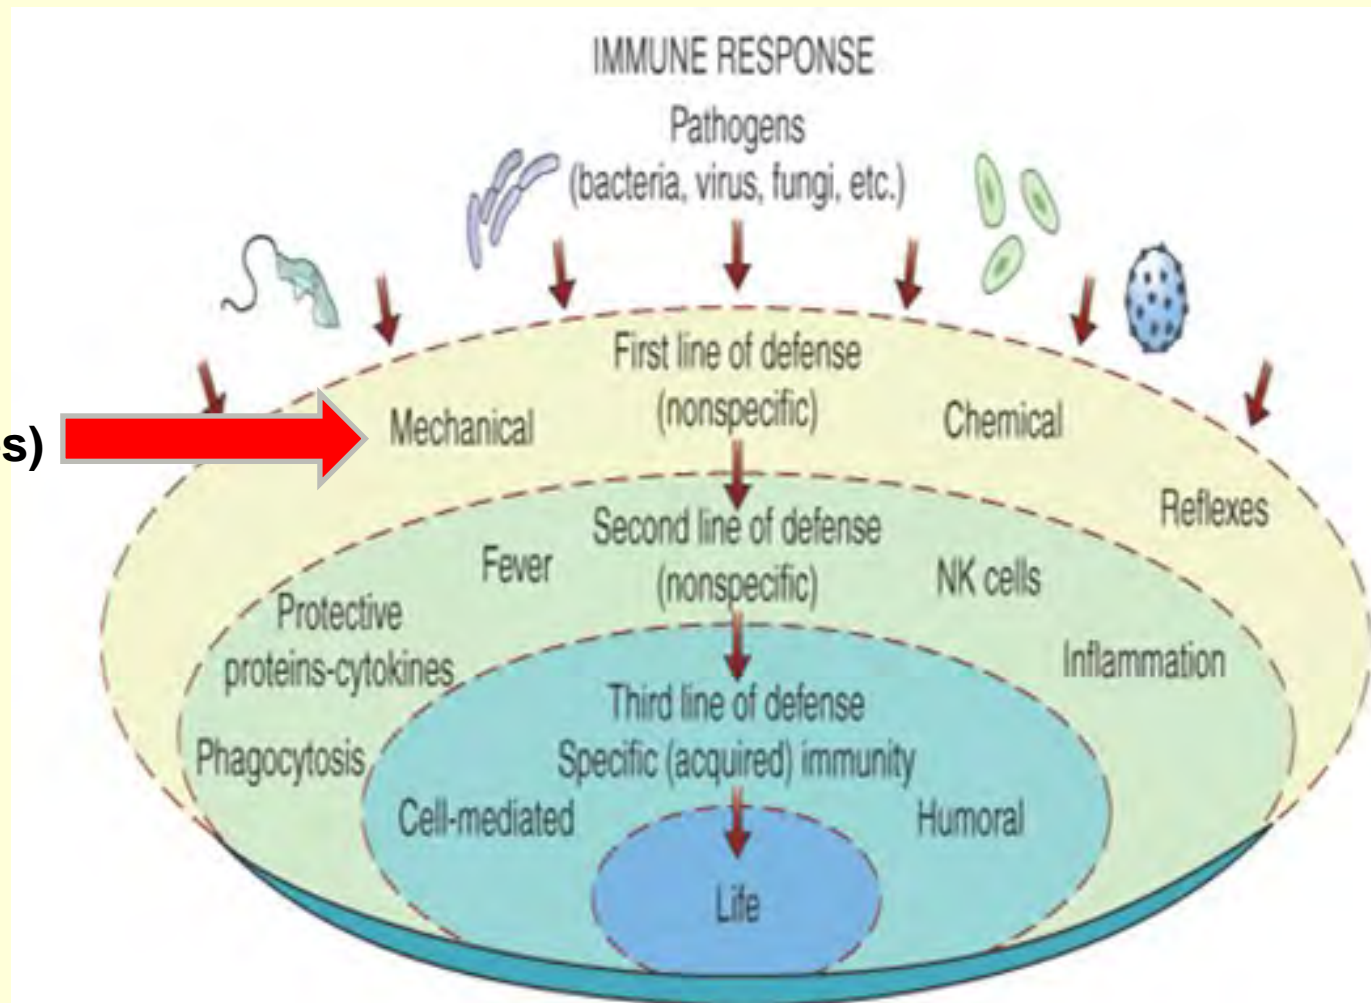 IMMUNE RESPONSE
Pathogens
(bacteria, virus, fungi, etc.)
First line of defense
(nonspecific)
Mechanical
Chemical
s)
Reflexes
Second line of defense
(nonspecific)
Fever
NK cells
Protective
proteins-cytokines
Inflammation
Phagocytosis
Third line of defense
Specific (acquired) immunity
Cell-mediated
Humoral
Life